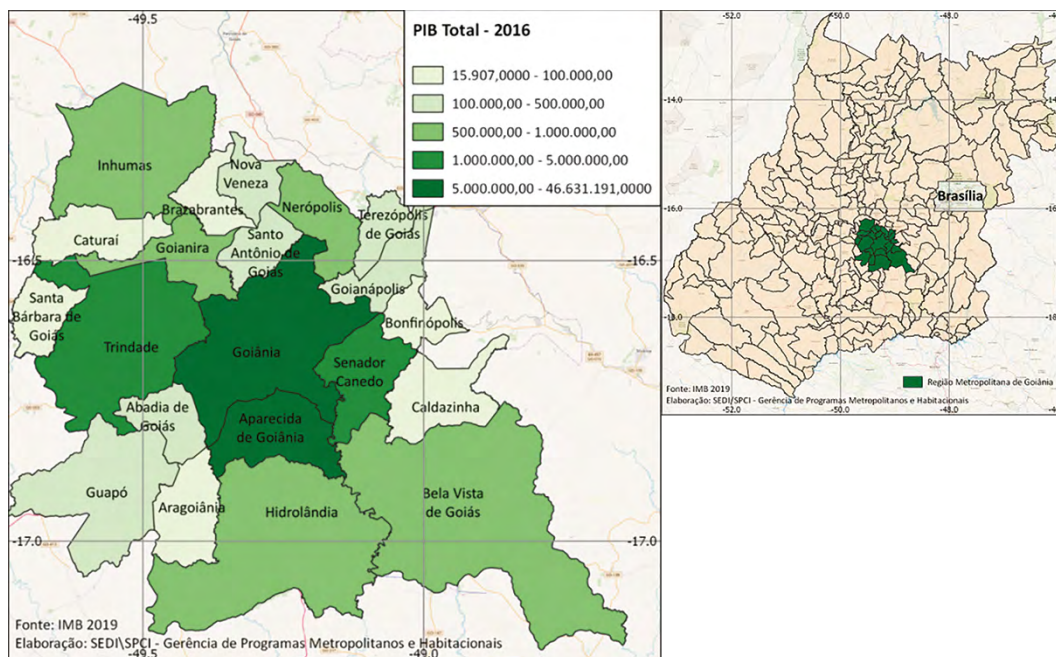 -49.5
PIB Total - 2016
15.907,0000 - 100.000,00
100.000,00 - 500.000,00
500.000,00 - 1.000.000,00
1.000.000,00 - 5.000.000,00
5.000.000,00 - 46.631.191,0000
Inhumas
Nova
Veneza
Brazabrantes
Nerópolis
Terezópolis
de Goiás
Caturaí
Goianira
Santo
Antônio de
Goiás
-16.5
-16.5
Goianápolis
Santa
Bárbara de
Goiás
Bonfinópolis
Trindade
Goiânia
Senador
Canedo
Caldazinha
Abadia de
Goiás
Aparecida
de Goiânia
Guapó
Aragoiânia
Hidrolândia
Bela Vista
de Goiás
-17.0
-17.0
Fonte: IMB 2019
Elaboração: SEDI\SPCI - Gerência de Programas Metropolitanos e Habitacionais
-49.5
-49.0
-50.0
-48.0
-14.0
-14.0
Brasília
-16.0
Fonte: IMB 2019
Região Metropolitana de Goiânia
Elaboração: SEDI/SPCI - Gerência de Programas Metropolitanos e Habitacionais
-52.0
-50.0
-48.0